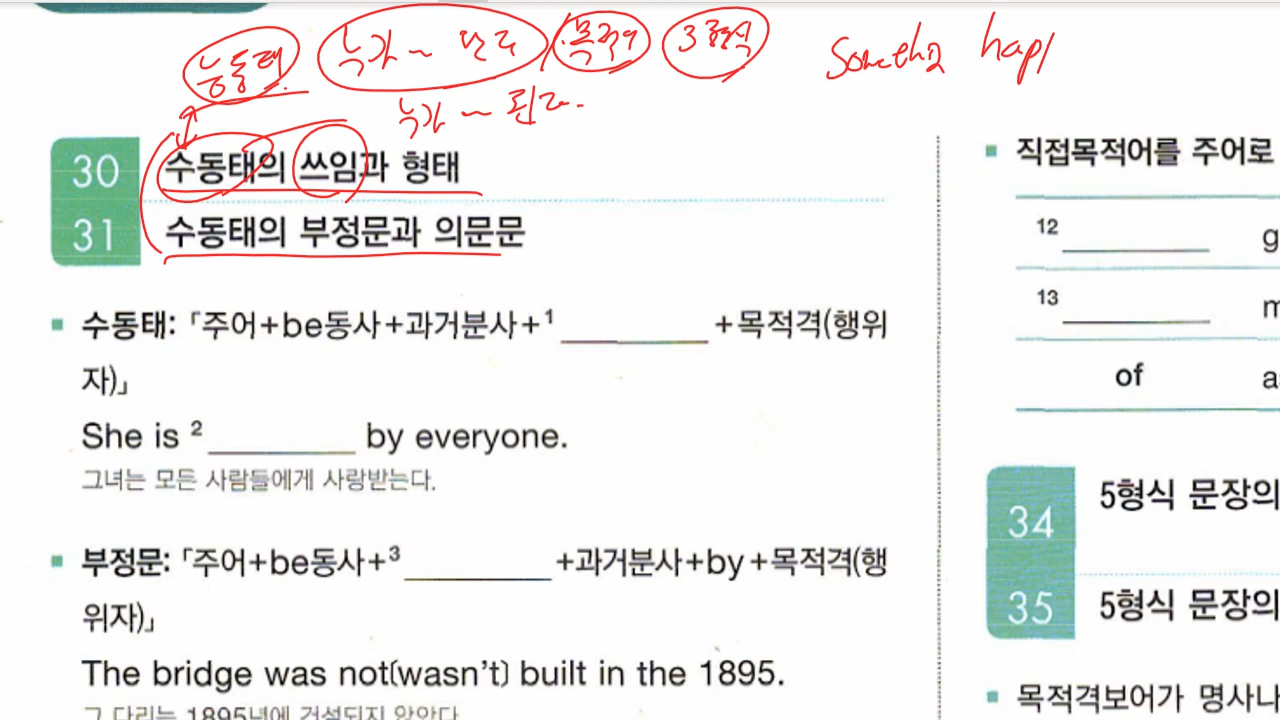 능동태 누가 ~ 한다 목적어 3형식
누가 ~ 된다.
30 수동태의 쓰임과 형태
31 수동태의 부정문과 의문문
수동태: 「주어+be동사+과거분사+¹ ________ +목적격(행위
자)」
She is ² ________ by everyone.
그녀는 모든 사람들에게 사랑받는다.
부정문: 「주어+be동사+³ ________ +과거분사+by+목적격(행
위자)」
The bridge was not(wasn't) built in the 1895.
그 다리는 1895년에 건설되지 않았다
직접목적어를 주어로
12 ________ g
13 ________ m
of a
34 5형식 문장의
35 5형식 문장의
목적격보어가 명사나